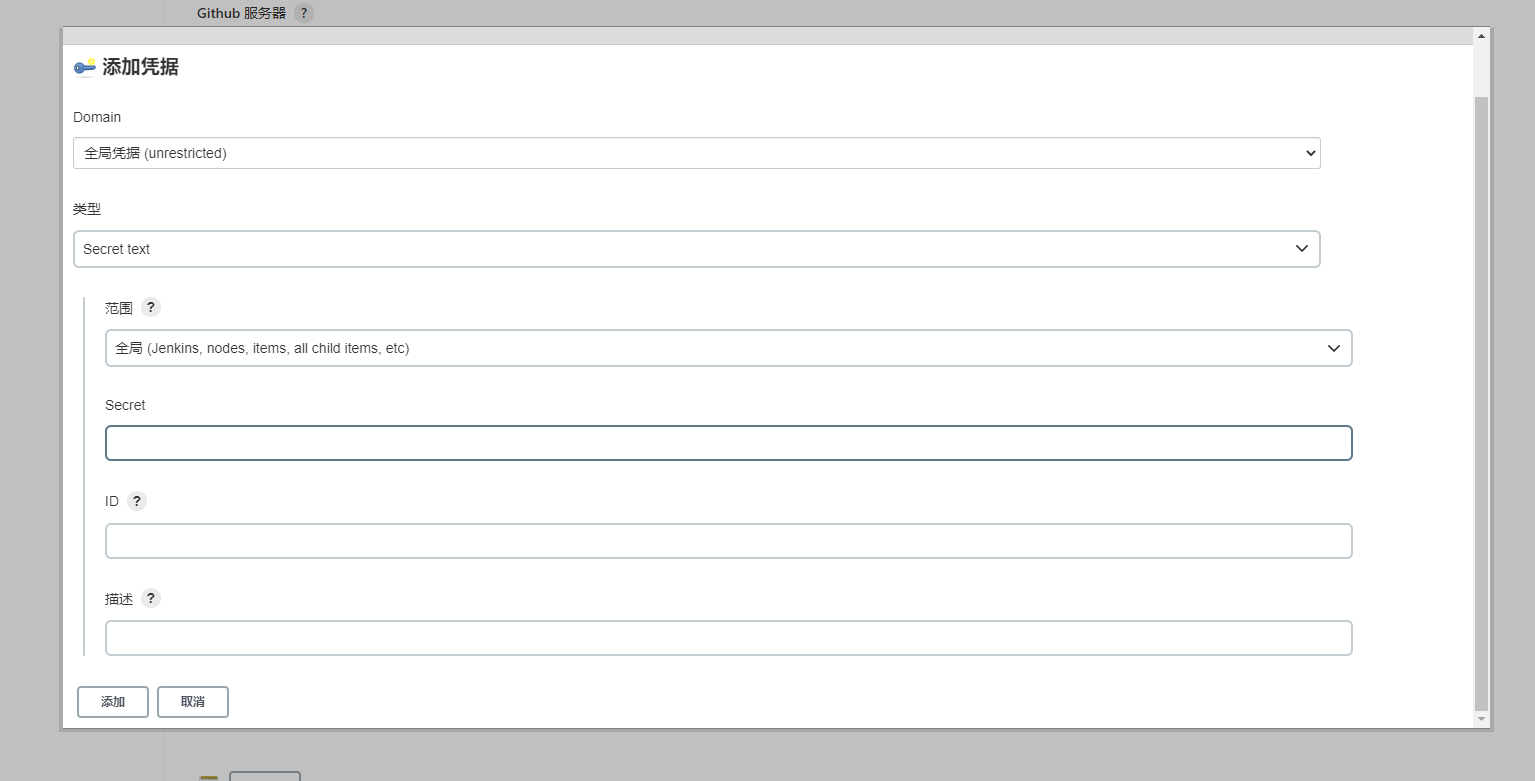 Github 服务器 ?
添加凭据
Domain
全局凭据 (unrestricted)
类型
Secret text
范围 ?
全局 (Jenkins, nodes, items, all child items, etc)
Secret
ID ?
描述 ?
添加 取消